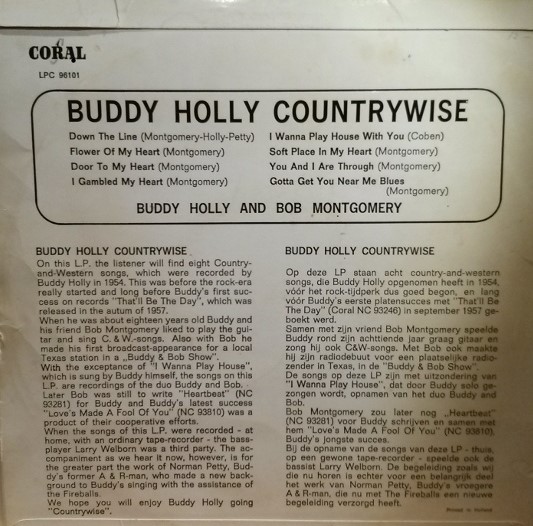 CORAL
LPC 96101
BUDDY HOLLY COUNTRYWISE
Down The Line (Montgomery-Holly-Petty)
Flower Of My Heart (Montgomery)
Door To My Heart (Montgomery)
I Gambled My Heart (Montgomery)
I Wanna Play House With You (Coben)
Soft Place In My Heart (Montgomery)
You And I Are Through (Montgomery)
Gotta Get You Near Me Blues
(Montgomery)
BUDDY HOLLY AND BOB MONTGOMERY
BUDDY HOLLY COUNTRYWISE
On this L.P. the listener will find eight Country-
and-Western songs, which were recorded by
Buddy Holly in 1954. This was before the rock-era
really started and long before Buddy's first suc-
cess on records "That'll Be The Day", which was
released in the autum of 1957.
When he was about eighteen years old Buddy and
his friend Bob Montgomery liked to play the gui-
tar and sing C. & W.-songs. Also with Bob he
made his first broadcast-appearance for a local
Texas station in a „Buddy & Bob Show".
With the exceptance of "I Wanna Play House",
which is sung by Buddy himself, the songs on this
L.P. are recordings of the duo Buddy and Bob.
Later Bob was still to write "Heartbeat" (NC
93281) for Buddy and Buddy's latest success
"Love's Made A Fool Of You" (NC 93810) was a
product of their cooperative efforts.
When the songs of this L.P. were recorded - at
home, with an ordinary tape-recorder - the bass-
player Larry Welborn was a third party. The ac-
companiment as we hear it now, however, is for
the greater part the work of Norman Petty, Bud-
dy's former A & R-man, who made a new back-
ground to Buddy's singing with the assistance of
the Fireballs.
We hope you will enjoy Buddy Holly going
"Countrywise".
BUDDY HOLLY COUNTRYWISE
Op deze LP staan acht country-and-western
songs, die Buddy Holly opgenomen heeft in 1954,
vóór het rock-tijdperk dus goed begon, en lang
vóór Buddy's eerste platensucces met "That'll Be
The Day" (Coral NC 93246) in september 1957 ge-
boekt werd.
Samen met zijn vriend Bob Montgomery speelde
Buddy rond zijn achttiende jaar graag gitaar en
zong hij ook C&W-songs. Met Bob ook maakte
hij zijn radiodebuut voor een plaatselijke radio-
zender in Texas, in de "Buddy & Bob Show".
De songs op deze LP zijn met uitzondering van
"I Wanna Play House", dat door Buddy solo ge-
zongen wordt, opnamen van het duo Buddy and
Bob.
Bob Montgomery zou later nog „Heartbeat"
(NC 93281) voor Buddy schrijven en samen met
hem "Love's Made A Fool Of You" (NC 93810),
Buddy's jongste succes.
Bij de opname van de songs van deze LP - thuis,
op een gewone tape-recorder - speelde ook de
bassist Larry Welborn. De begeleiding zoals wij
die nu horen is echter voor een belangrijk deel
het werk van Norman Petty, Buddy's vroegere
A & R-man, die nu met The Fireballs een nieuwe
begeleiding verzorgd heeft.
Printed in Holland